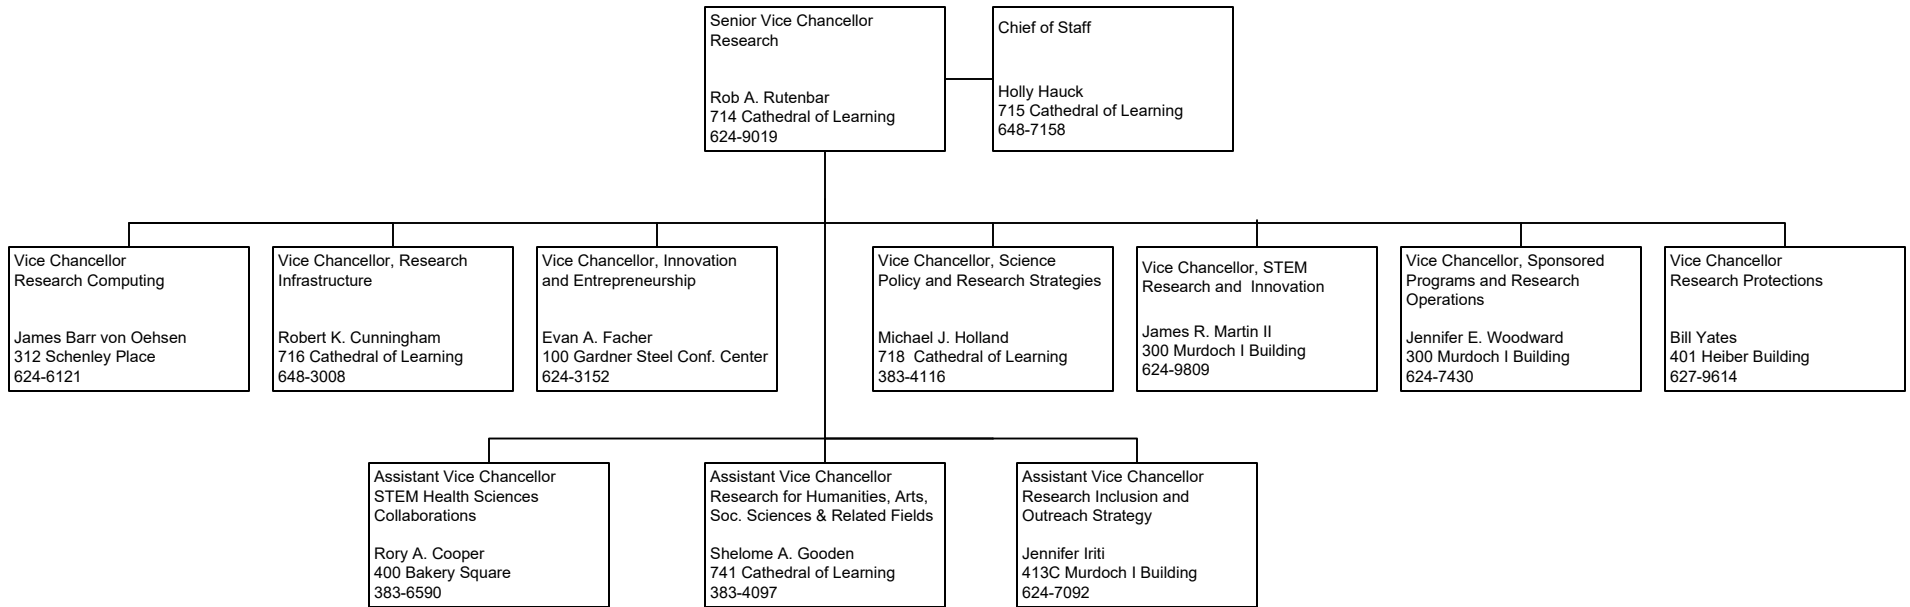 Senior Vice Chancellor
Research
Rob A. Rutenbar
714 Cathedral of Learning
624-9019
Chief of Staff
Holly Hauck
715 Cathedral of Learning
648-7158
Vice Chancellor
Research Computing
James Barr von Oehsen
312 Schenley Place
624-6121
Vice Chancellor, Research
Infrastructure
Robert K. Cunningham
716 Cathedral of Learning
648-3008
Vice Chancellor, Innovation
and Entrepreneurship
Evan A. Facher
100 Gardner Steel Conf. Center
624-3152
Vice Chancellor, Science
Policy and Research Strategies
Michael J. Holland
718  Cathedral of Learning
383-4116
Vice Chancellor, STEM
Research and  Innovation
James R. Martin II
300 Murdoch I Building
624-9809
Vice Chancellor, Sponsored
Programs and Research
Operations
Jennifer E. Woodward
300 Murdoch I Building
624-7430
Vice Chancellor
Research Protections
Bill Yates
401 Heiber Building
627-9614
Assistant Vice Chancellor
STEM Health Sciences
Collaborations
Rory A. Cooper
400 Bakery Square
383-6590
Assistant Vice Chancellor
Research for Humanities, Arts,
Soc. Sciences & Related Fields
Shelome A. Gooden
741 Cathedral of Learning
383-4097
Assistant Vice Chancellor
Research Inclusion and
Outreach Strategy
Jennifer Iriti
413C Murdoch I Building
624-7092